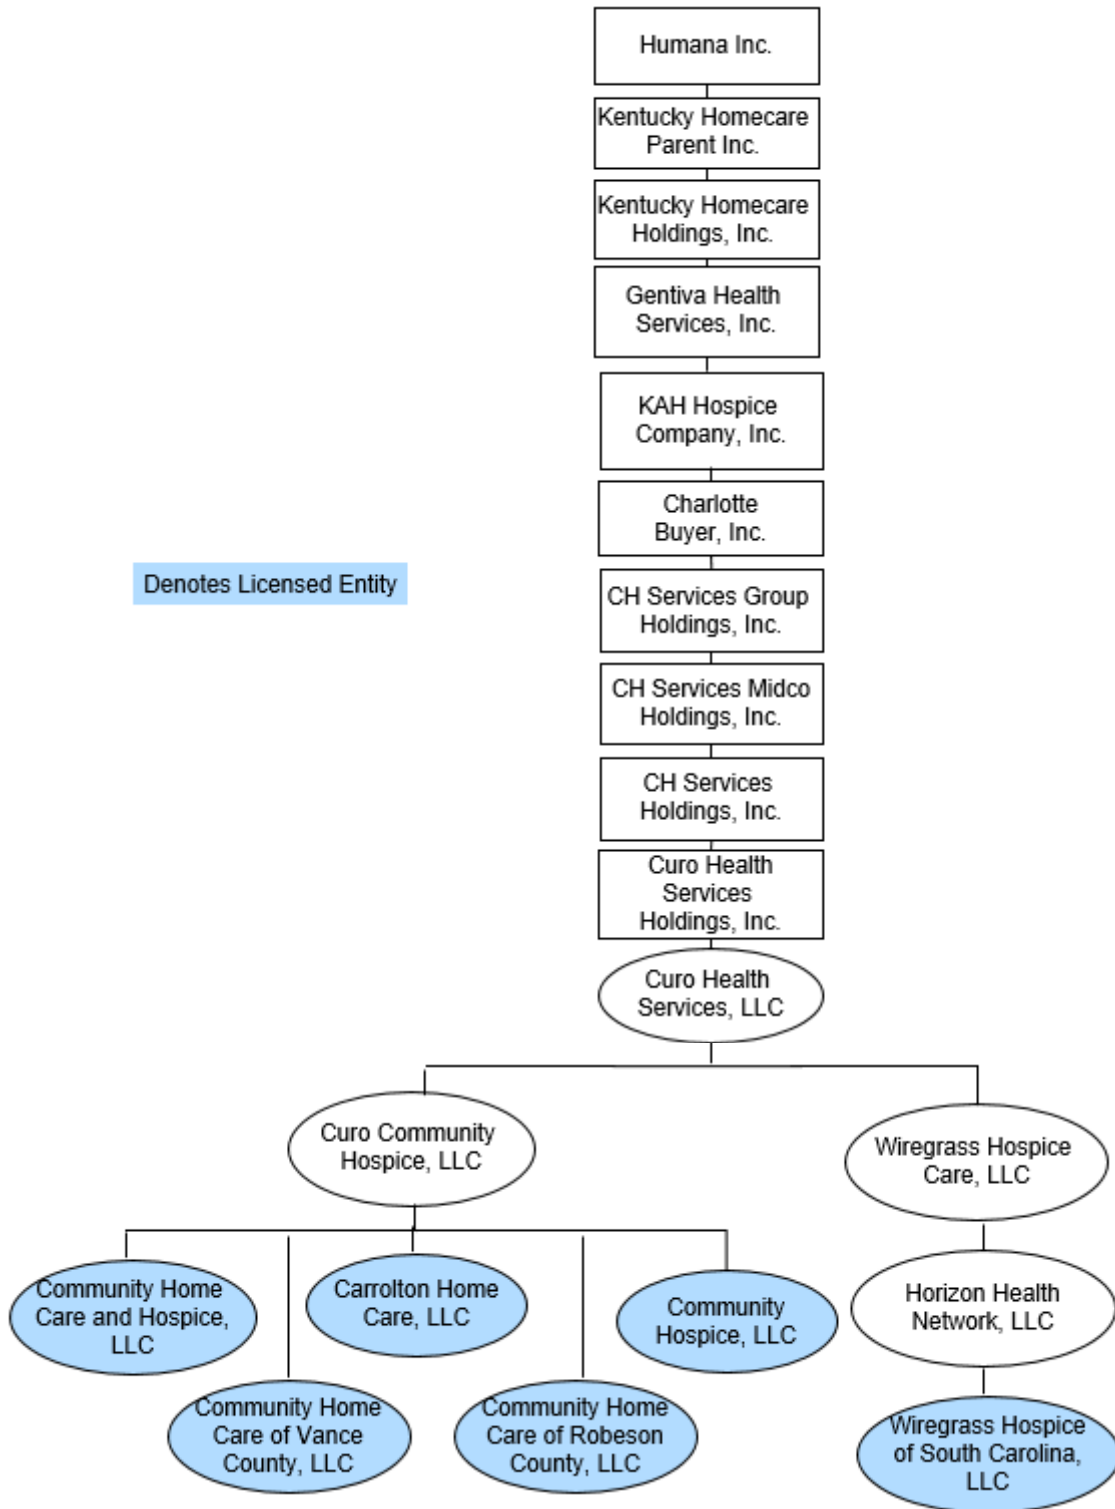 Humana Inc.
Kentucky Homecare
Parent Inc.
Kentucky Homecare
Holdings, Inc.
Gentiva Health
Services, Inc.
KAH Hospice
Company, Inc.
Charlotte
Buyer, Inc.
Denotes Licensed Entity
CH Services Group
Holdings, Inc.
CH Services Midco
Holdings, Inc.
CH Services
Holdings, Inc.
Curo Health
Services
Holdings, Inc.
Curo Health
Services, LLC
Curo Community
Hospice, LLC
Wiregrass Hospice
Care, LLC
Community Home
Care and Hospice,
LLC
Carrolton Home
Care, LLC
Community
Hospice, LLC
Horizon Health
Network, LLC
Community Home
Care of Vance
County, LLC
Community Home
Care of Robeson
County, LLC
Wiregrass Hospice
of South Carolina,
LLC